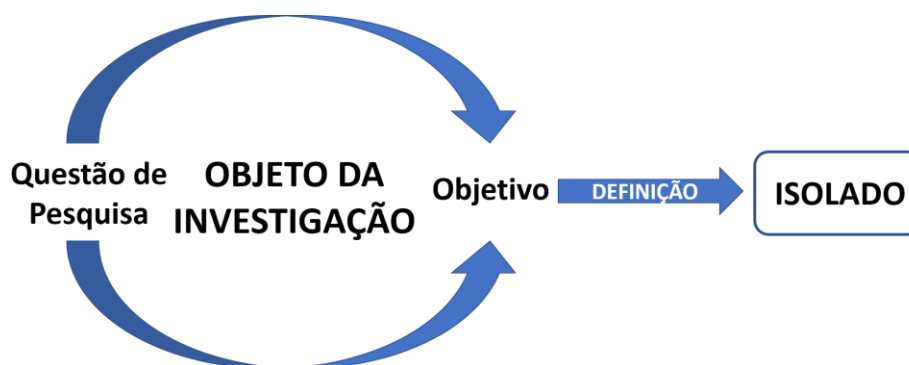 Questão de
Pesquisa
OBJETO DA
INVESTIGAÇÃO
Objetivo
DEFINIÇÃO
ISOLADO